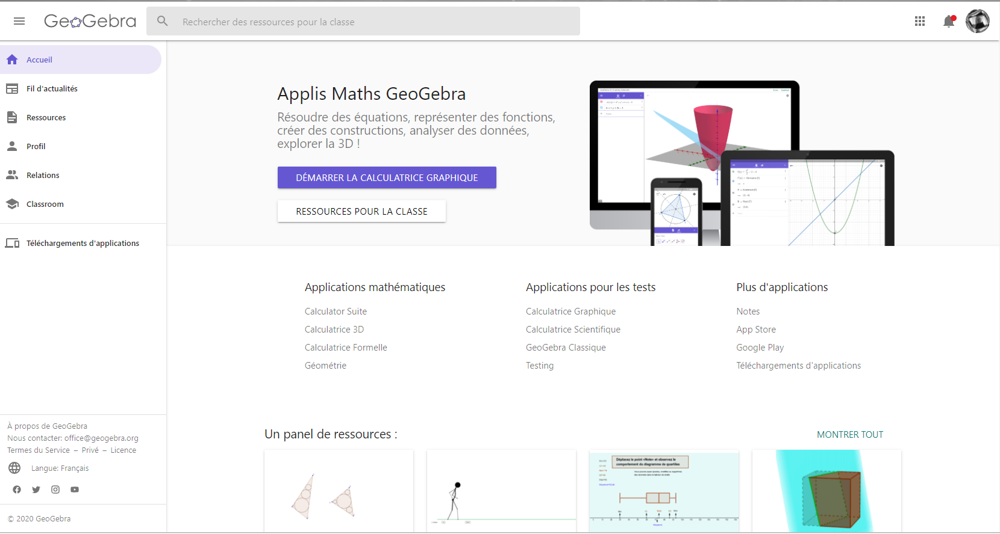 GeoGebra
Rechercher des ressources pour la classe
Accueil
Fil d'actualités
Ressources
Profil
Relations
Classroom
Téléchargements d'applications
À propos de GeoGebra
Nous contacter: office@geogebra.org
Termes du Service – Privé – Licence
Langue: Français
© 2020 GeoGebra
Applis Maths GeoGebra
Résoudre des équations, représenter des fonctions,
créer des constructions, analyser des données,
explorer la 3D !
DÉMARRER LA CALCULATRICE GRAPHIQUE
RESSOURCES POUR LA CLASSE
Applications mathématiques
Calculator Suite
Calculatrice 3D
Calculatrice Formelle
Géométrie
Applications pour les tests
Calculatrice Graphique
Calculatrice Scientifique
GeoGebra Classique
Testing
Plus d'applications
Notes
App Store
Google Play
Téléchargements d'applications
Un panel de ressources :
MONTRER TOUT
Déplacez le point «Note» et observez le
comportement du diagramme de quartiles